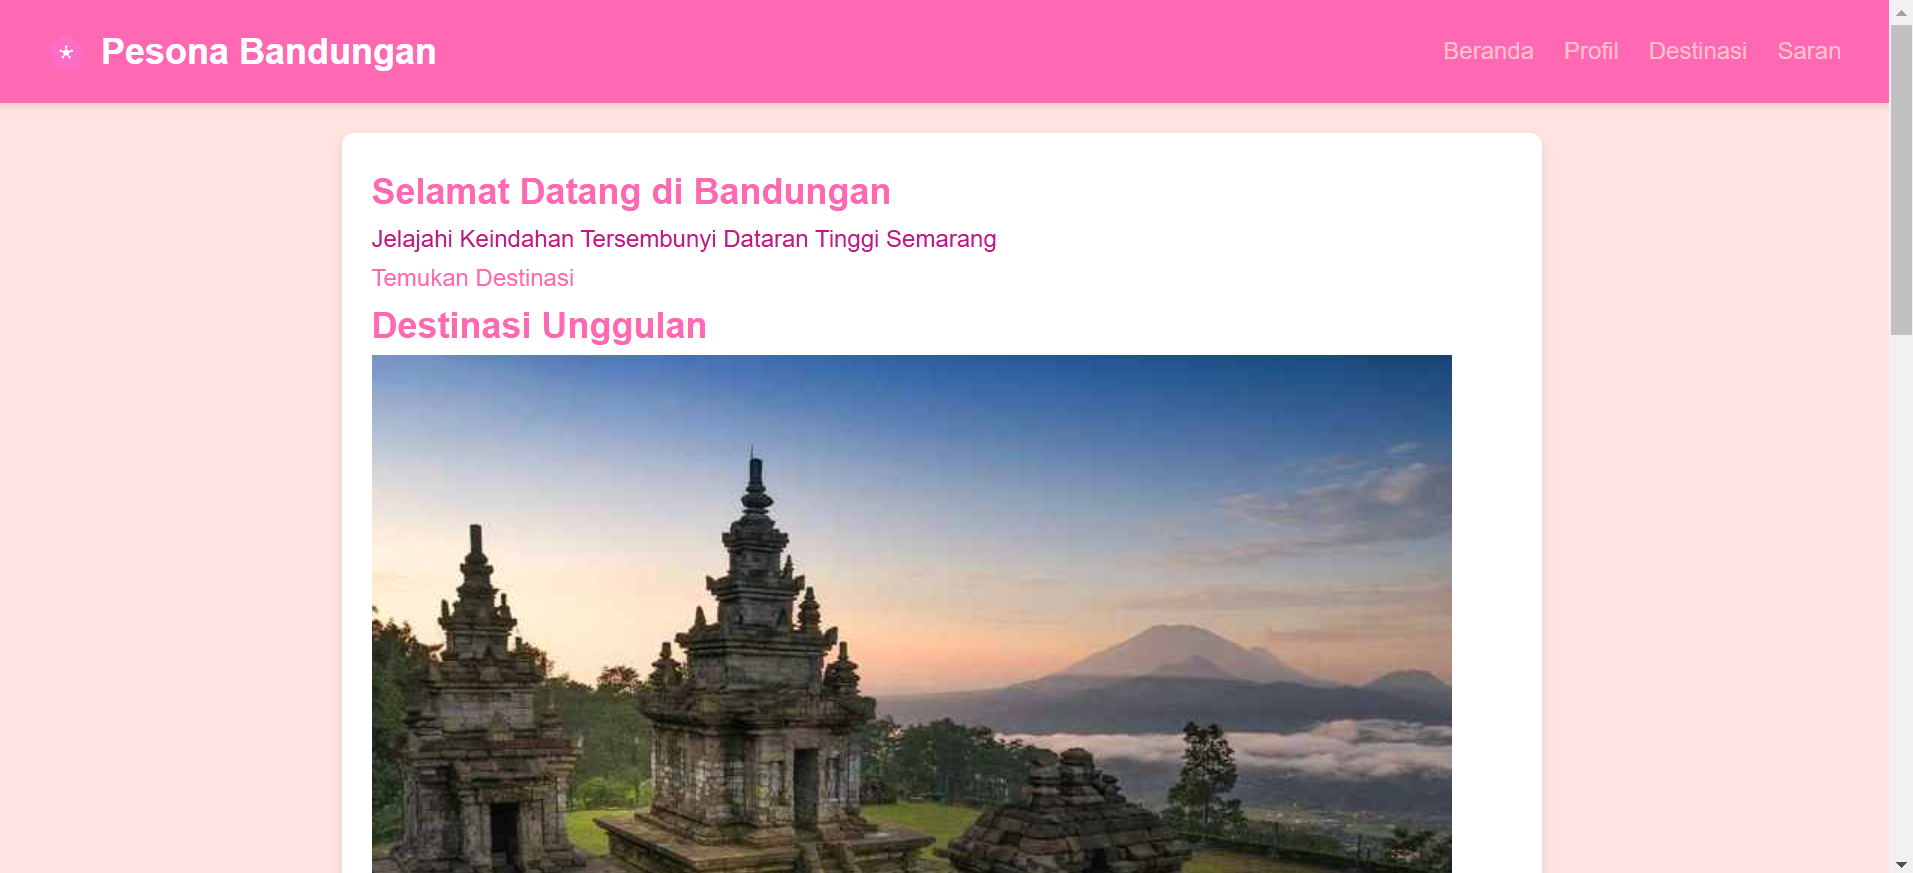 Pesona Bandungan
Beranda Profil Destinasi Saran
Selamat Datang di Bandungan
Jelajahi Keindahan Tersembunyi Dataran Tinggi Semarang
Temukan Destinasi
Destinasi Unggulan